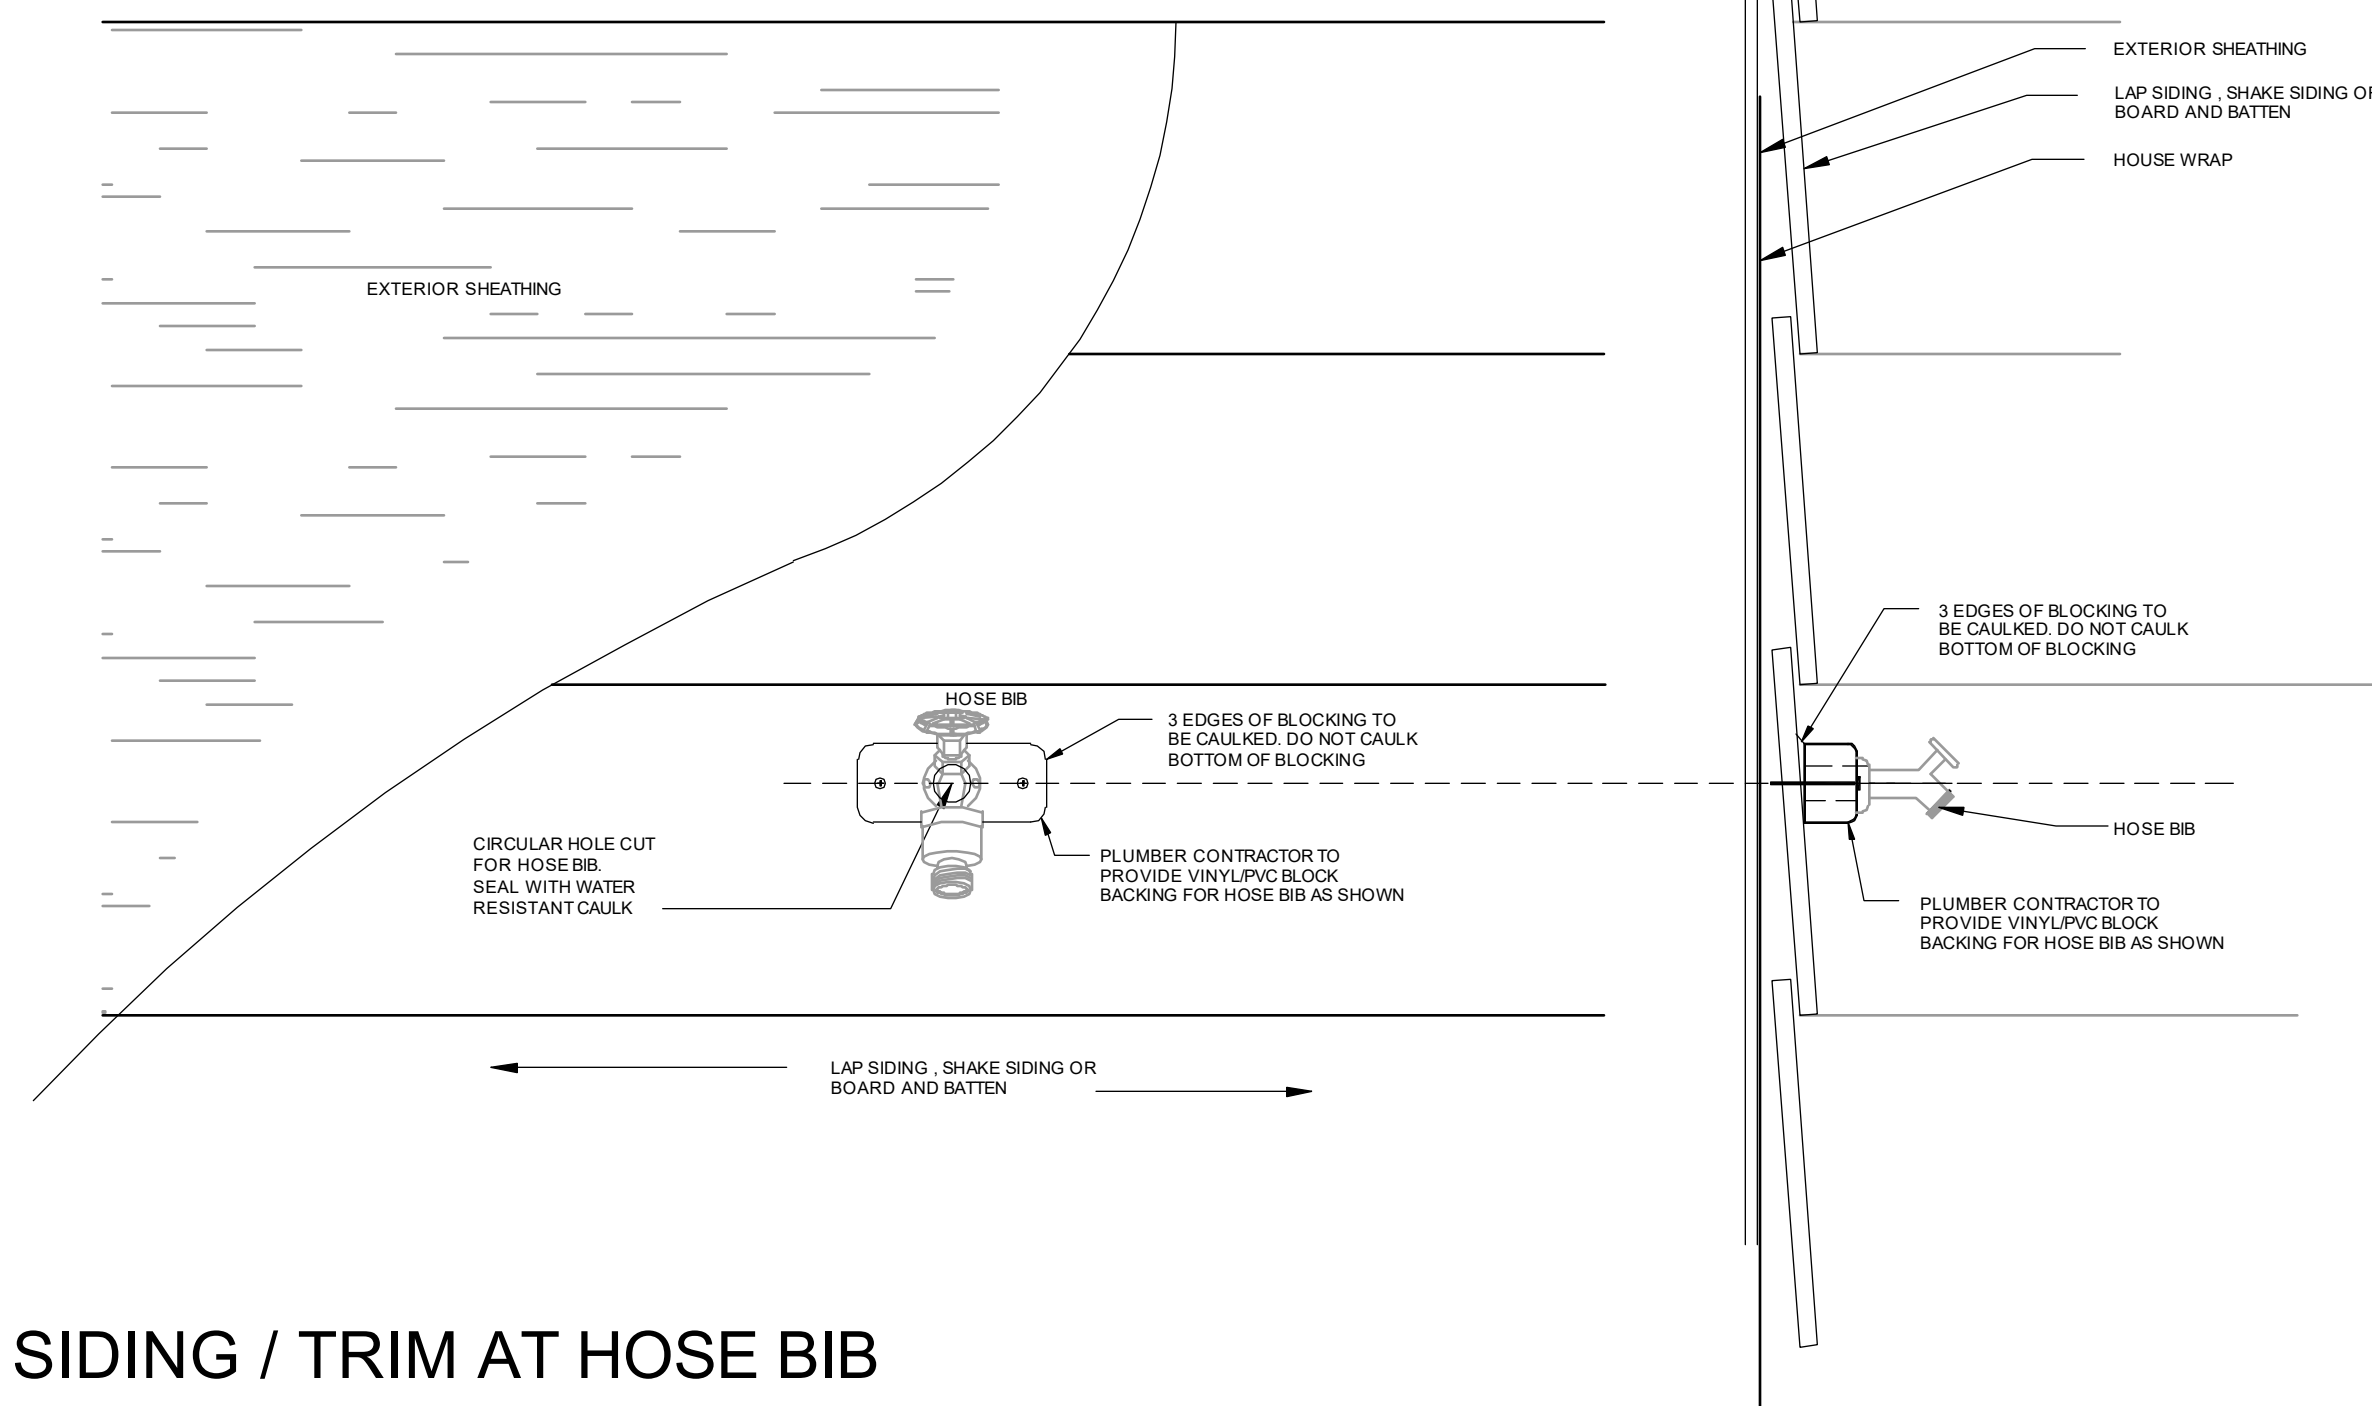 EXTERIOR SHEATHING
LAP SIDING , SHAKE SIDING OR
BOARD AND BATTEN
HOUSE WRAP
EXTERIOR SHEATHING
3 EDGES OF BLOCKING TO
BE CAULKED. DO NOT CAULK
BOTTOM OF BLOCKING
HOSE BIB
3 EDGES OF BLOCKING TO
BE CAULKED. DO NOT CAULK
BOTTOM OF BLOCKING
HOSE BIB
CIRCULAR HOLE CUT
FOR HOSE BIB.
SEAL WITH WATER
RESISTANT CAULK
PLUMBER CONTRACTOR TO
PROVIDE VINYL/PVC BLOCK
BACKING FOR HOSE BIB AS SHOWN
PLUMBER CONTRACTOR TO
PROVIDE VINYL/PVC BLOCK
BACKING FOR HOSE BIB AS SHOWN
LAP SIDING , SHAKE SIDING OR
BOARD AND BATTEN
SIDING / TRIM AT HOSE BIB